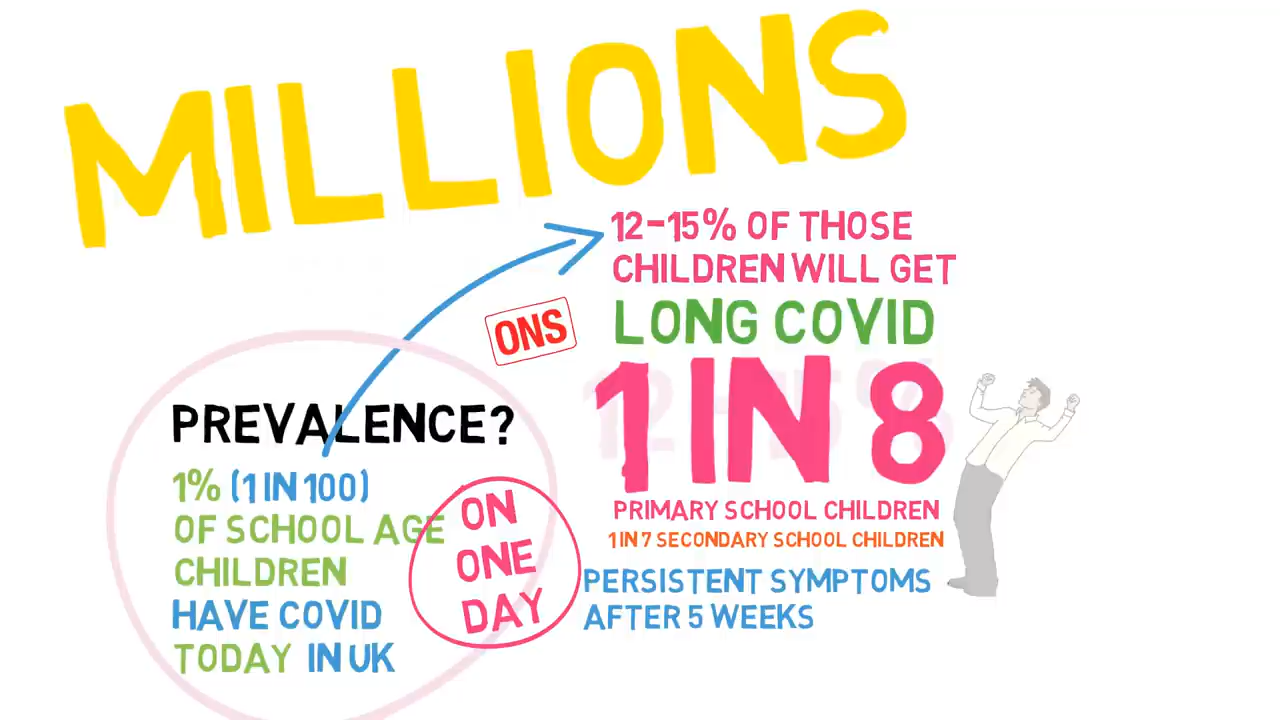 MILLIONS
12-15% OF THOSE
CHILDREN WILL GET
LONG COVID
ONS
1 IN 8
12-15%
PRIMARY SCHOOL CHILDREN
1 IN 7 SECONDARY SCHOOL CHILDREN
PERSISTENT SYMPTOMS
AFTER 5 WEEKS
PREVALENCE?
1% (1 IN 100)
OF SCHOOL AGE
CHILDREN
HAVE COVID
TODAY IN UK
ON
ONE
DAY